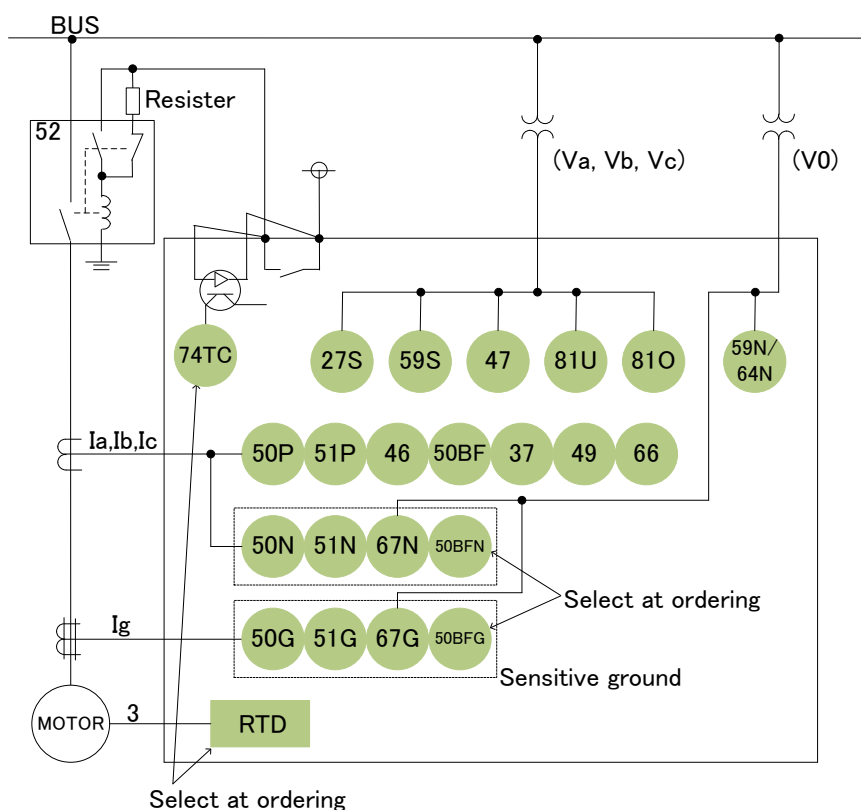 BUS
Resister
52
(Va, Vb, Vc)
(V0)
74TC
27S
59S
47
81U
81O
59N/
64N
Ia,Ib,Ic
50P
51P
46
50BF
37
49
66
50N
51N
67N
50BFN
Select at ordering
Ig
50G
51G
67G
50BFG
Sensitive ground
MOTOR
3
RTD
Select at ordering